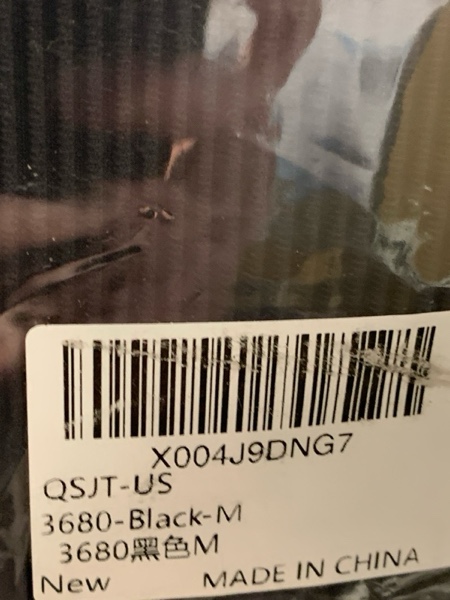 X004J9DNG7
QSJT-US
3680-Black-M
3680黑色M
New MADE IN CHINA